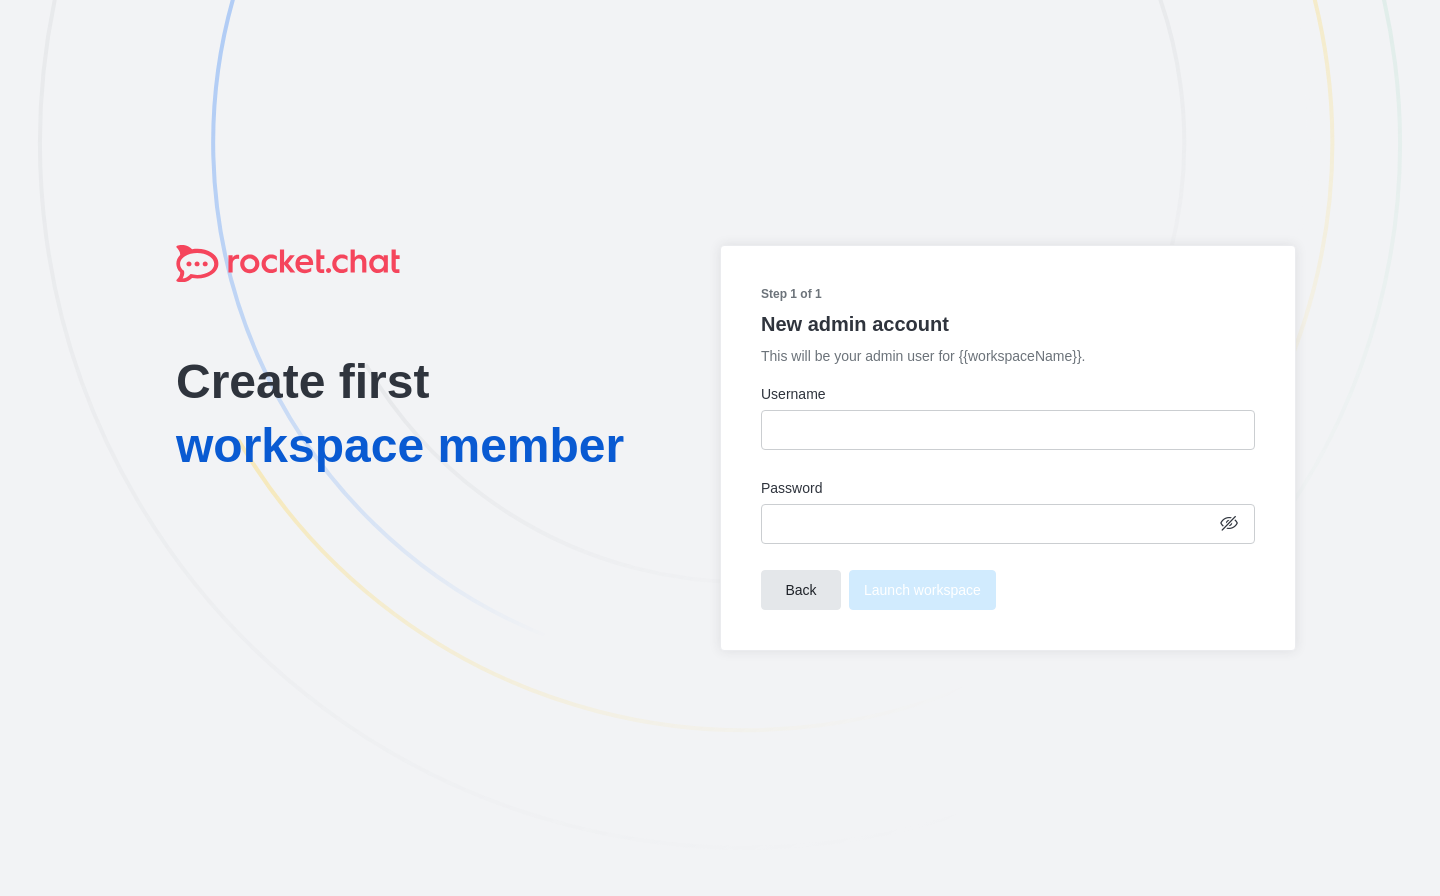 rocket.chat
Create first
workspace member
Step 1 of 1
New admin account
This will be your admin user for {{workspaceName}}.
Username
Password
Back
Launch workspace